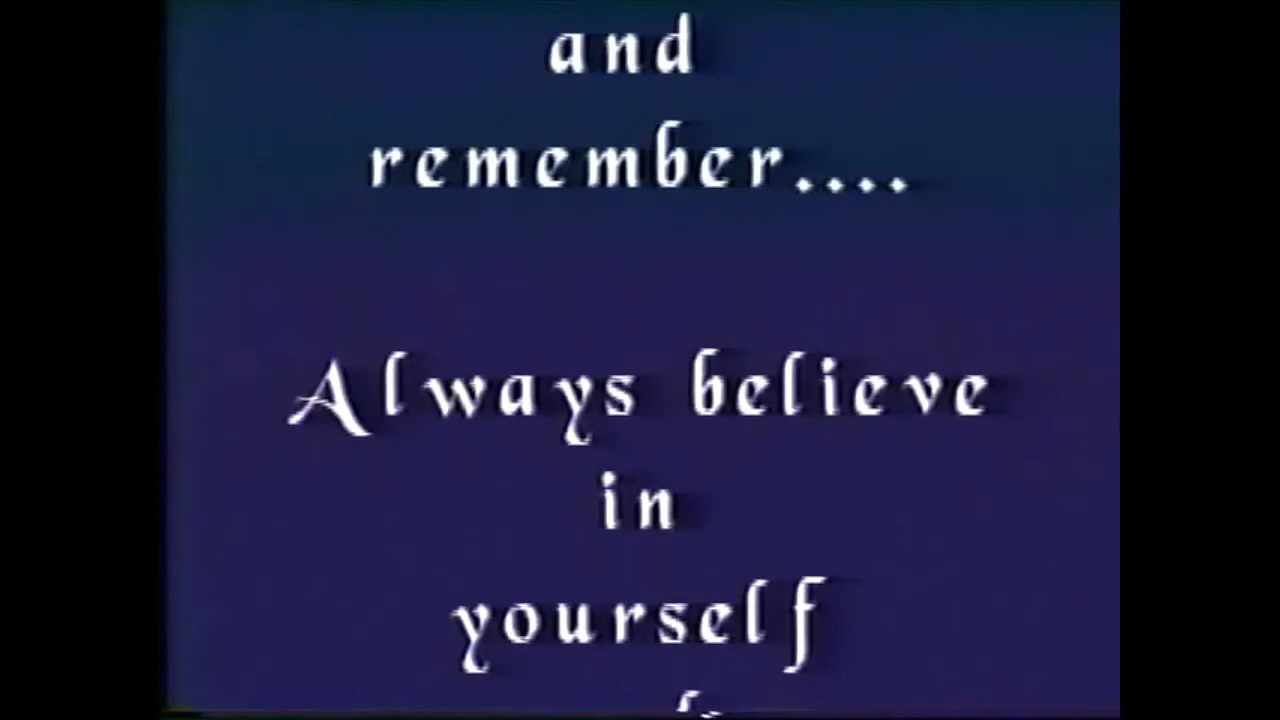 and
remember....
Always believe
in
yourself